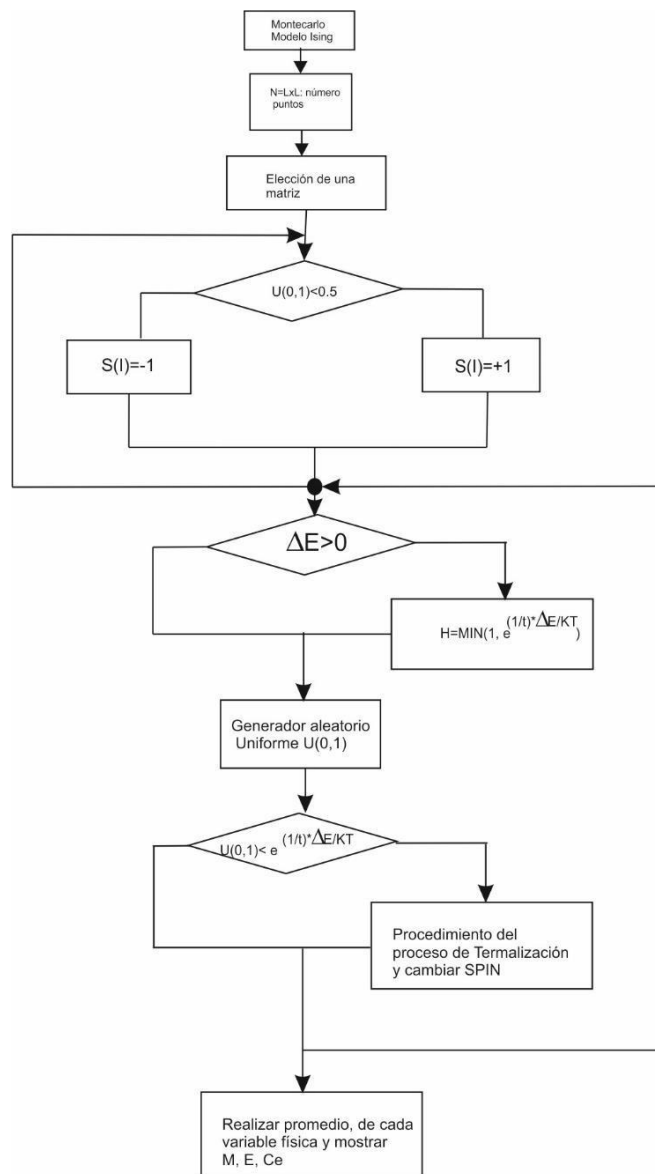 Montecarlo
Modelo Ising
N=LxL: número
puntos
Elección de una
matriz
U(0,1)<0.5
S(I)=-1
S(I)=+1
ΔE>0
H=MIN(1, e^(1/t)*ΔE/KT)
Generador aleatorio
Uniforme U(0,1)
U(0,1)< e^(1/t)*ΔE/KT
Procedimiento del
proceso de Termalización
y cambiar SPIN
Realizar promedio, de cada
variable física y mostrar
M, E, Ce